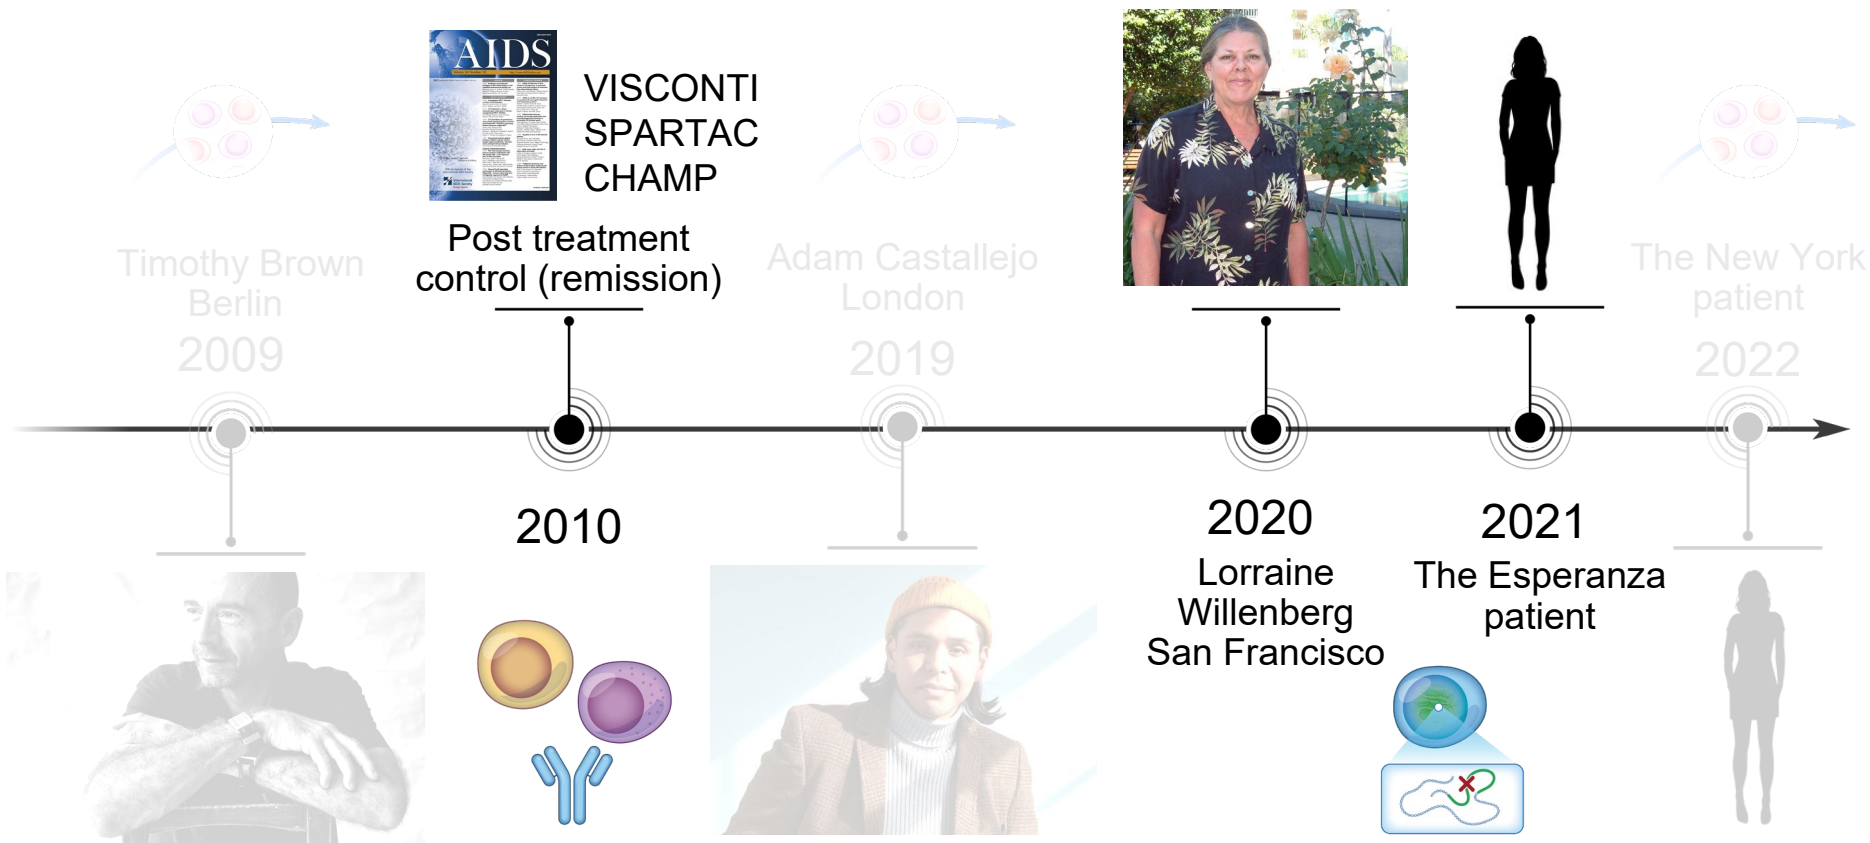 AIDS
VISCONTI
SPARTAC
CHAMP
Post treatment
control (remission)
Timothy Brown
Berlin
2009
Adam Castallejo
London
2019
The New York
patient
2022
2010
2020
Lorraine
Willenberg
San Francisco
2021
The Esperanza
patient